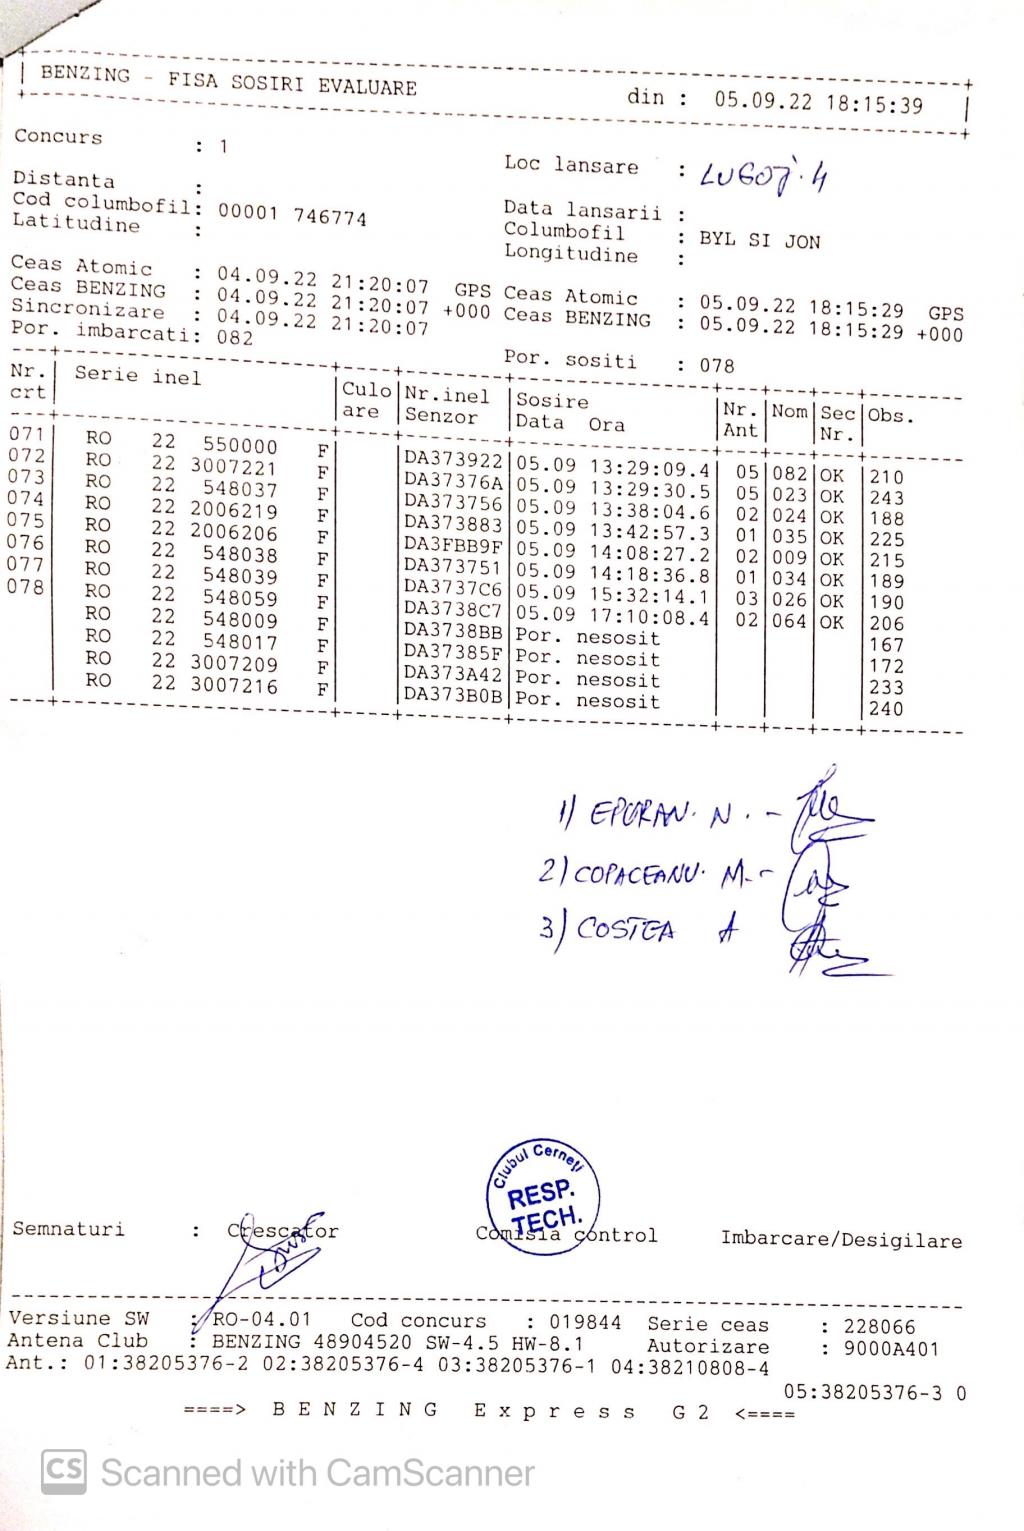 BENZING - FISA SOSIRI EVALUARE din : 05.09.22 18:15:39
Concurs : 1
Loc lansare : LUGOJ. 4
Distanta :
Data lansarii :
Cod columbofil: 00001 746774
Columbofil : BYL SI JON
Latitudine :
Longitudine :
Ceas Atomic : 04.09.22 21:20:07 GPS Ceas Atomic : 05.09.22 18:15:29 GPS
Ceas BENZING : 04.09.22 21:20:07 +000 Ceas BENZING : 05.09.22 18:15:29 +000
Sincronizare : 04.09.22 21:20:07
Por. imbarcati: 082 Por. sositi : 078
Nr. crt Serie inel Culo are Nr.inel Senzor Sosire Data Ora Nr. Ant Nom Sec Nr. Obs.
071 RO 22 550000 F DA373922 05.09 13:29:09.4 05 082 OK 210
072 RO 22 3007221 F DA37376A 05.09 13:29:30.5 05 023 OK 243
073 RO 22 548037 F DA373756 05.09 13:38:04.6 02 024 OK 188
074 RO 22 2006219 F DA373883 05.09 13:42:57.3 01 035 OK 225
075 RO 22 2006206 F DA3FBB9F 05.09 14:08:27.2 02 009 OK 215
076 RO 22 548038 F DA373751 05.09 14:18:36.8 01 034 OK 189
077 RO 22 548039 F DA3737C6 05.09 15:32:14.1 03 026 OK 190
078 RO 22 548059 F DA3738C7 05.09 17:10:08.4 02 064 OK 206
RO 22 548009 F DA3738BB Por. nesosit 167
RO 22 548017 F DA37385F Por. nesosit 172
RO 22 3007209 F DA373A42 Por. nesosit 233
RO 22 3007216 F DA373B0B Por. nesosit 240
1) EPURAN. N. -
2) COPACEANU. M. -
3) COSTEA A
Clubul Cerneți
RESP.
TECH.
Semnaturi : Crescator Comisia control Imbarcare/Desigilare
Versiune SW : RO-04.01 Cod concurs : 019844 Serie ceas : 228066
Antena Club : BENZING 48904520 SW-4.5 HW-8.1 Autorizare : 9000A401
Ant.: 01:38205376-2 02:38205376-4 03:38205376-1 04:38210808-4
05:38205376-3 0
====> B E N Z I N G E x p r e s s G 2 <====
CS Scanned with CamScanner